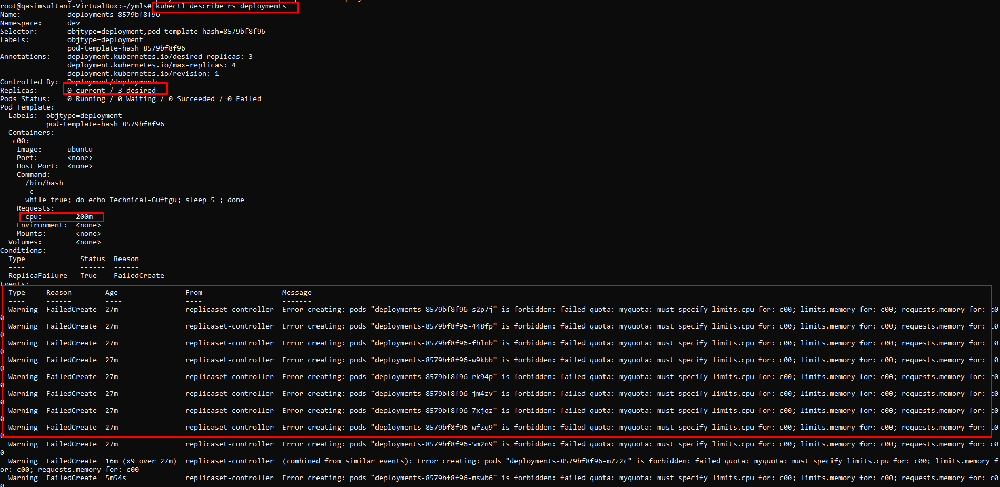 root@qasimsultani-VirtualBox:~/ymls# kubectl describe rs deployments
Name:           deployments-8579bf8f96
Namespace:      dev
Selector:       objtype=deployment,pod-template-hash=8579bf8f96
Labels:         objtype=deployment
                pod-template-hash=8579bf8f96
Annotations:    deployment.kubernetes.io/desired-replicas: 3
                deployment.kubernetes.io/max-replicas: 4
                deployment.kubernetes.io/revision: 1
Controlled By:  Deployment/deployments
Replicas:       0 current / 3 desired
Pods Status:    0 Running / 0 Waiting / 0 Succeeded / 0 Failed
Pod Template:
  Labels:  objtype=deployment
           pod-template-hash=8579bf8f96
  Containers:
   c00:
    Image:      ubuntu
    Port:       <none>
    Host Port:  <none>
    Command:
      /bin/bash
      -c
      while true; do echo Technical-Guftgu; sleep 5 ; done
    Requests:
      cpu:        200m
    Environment:  <none>
    Mounts:       <none>
  Volumes:        <none>
Conditions:
  Type             Status  Reason
  ----             ------  ------
  ReplicaFailure   True    FailedCreate
Events:
  Type     Reason        Age                 From                   Message
  ----     ------        ----                ----                   -------
  Warning  FailedCreate  27m                 replicaset-controller  Error creating: pods "deployments-8579bf8f96-s2p7j" is forbidden: failed quota: myquota: must specify limits.cpu for: c00; limits.memory for: c00; requests.memory for: c0
0
  Warning  FailedCreate  27m                 replicaset-controller  Error creating: pods "deployments-8579bf8f96-448fp" is forbidden: failed quota: myquota: must specify limits.cpu for: c00; limits.memory for: c00; requests.memory for: c0
0
  Warning  FailedCreate  27m                 replicaset-controller  Error creating: pods "deployments-8579bf8f96-fblnb" is forbidden: failed quota: myquota: must specify limits.cpu for: c00; limits.memory for: c00; requests.memory for: c0
0
  Warning  FailedCreate  27m                 replicaset-controller  Error creating: pods "deployments-8579bf8f96-w9kbb" is forbidden: failed quota: myquota: must specify limits.cpu for: c00; limits.memory for: c00; requests.memory for: c0
0
  Warning  FailedCreate  27m                 replicaset-controller  Error creating: pods "deployments-8579bf8f96-rk94p" is forbidden: failed quota: myquota: must specify limits.cpu for: c00; limits.memory for: c00; requests.memory for: c0
0
  Warning  FailedCreate  27m                 replicaset-controller  Error creating: pods "deployments-8579bf8f96-jm4zv" is forbidden: failed quota: myquota: must specify limits.cpu for: c00; limits.memory for: c00; requests.memory for: c0
0
  Warning  FailedCreate  27m                 replicaset-controller  Error creating: pods "deployments-8579bf8f96-7xjqz" is forbidden: failed quota: myquota: must specify limits.cpu for: c00; limits.memory for: c00; requests.memory for: c0
0
  Warning  FailedCreate  27m                 replicaset-controller  Error creating: pods "deployments-8579bf8f96-wfzq9" is forbidden: failed quota: myquota: must specify limits.cpu for: c00; limits.memory for: c00; requests.memory for: c0
0
  Warning  FailedCreate  27m                 replicaset-controller  Error creating: pods "deployments-8579bf8f96-5m2n9" is forbidden: failed quota: myquota: must specify limits.cpu for: c00; limits.memory for: c00; requests.memory for: c0
0
  Warning  FailedCreate  16m (x9 over 27m)  replicaset-controller  (combined from similar events): Error creating: pods "deployments-8579bf8f96-m7z2c" is forbidden: failed quota: myquota: must specify limits.cpu for: c00; limits.memory f
or: c00; requests.memory for: c00
  Warning  FailedCreate  5m54s               replicaset-controller  Error creating: pods "deployments-8579bf8f96-mswb6" is forbidden: failed quota: myquota: must specify limits.cpu for: c00; limits.memory for: c00; requests.memory for: c0
0